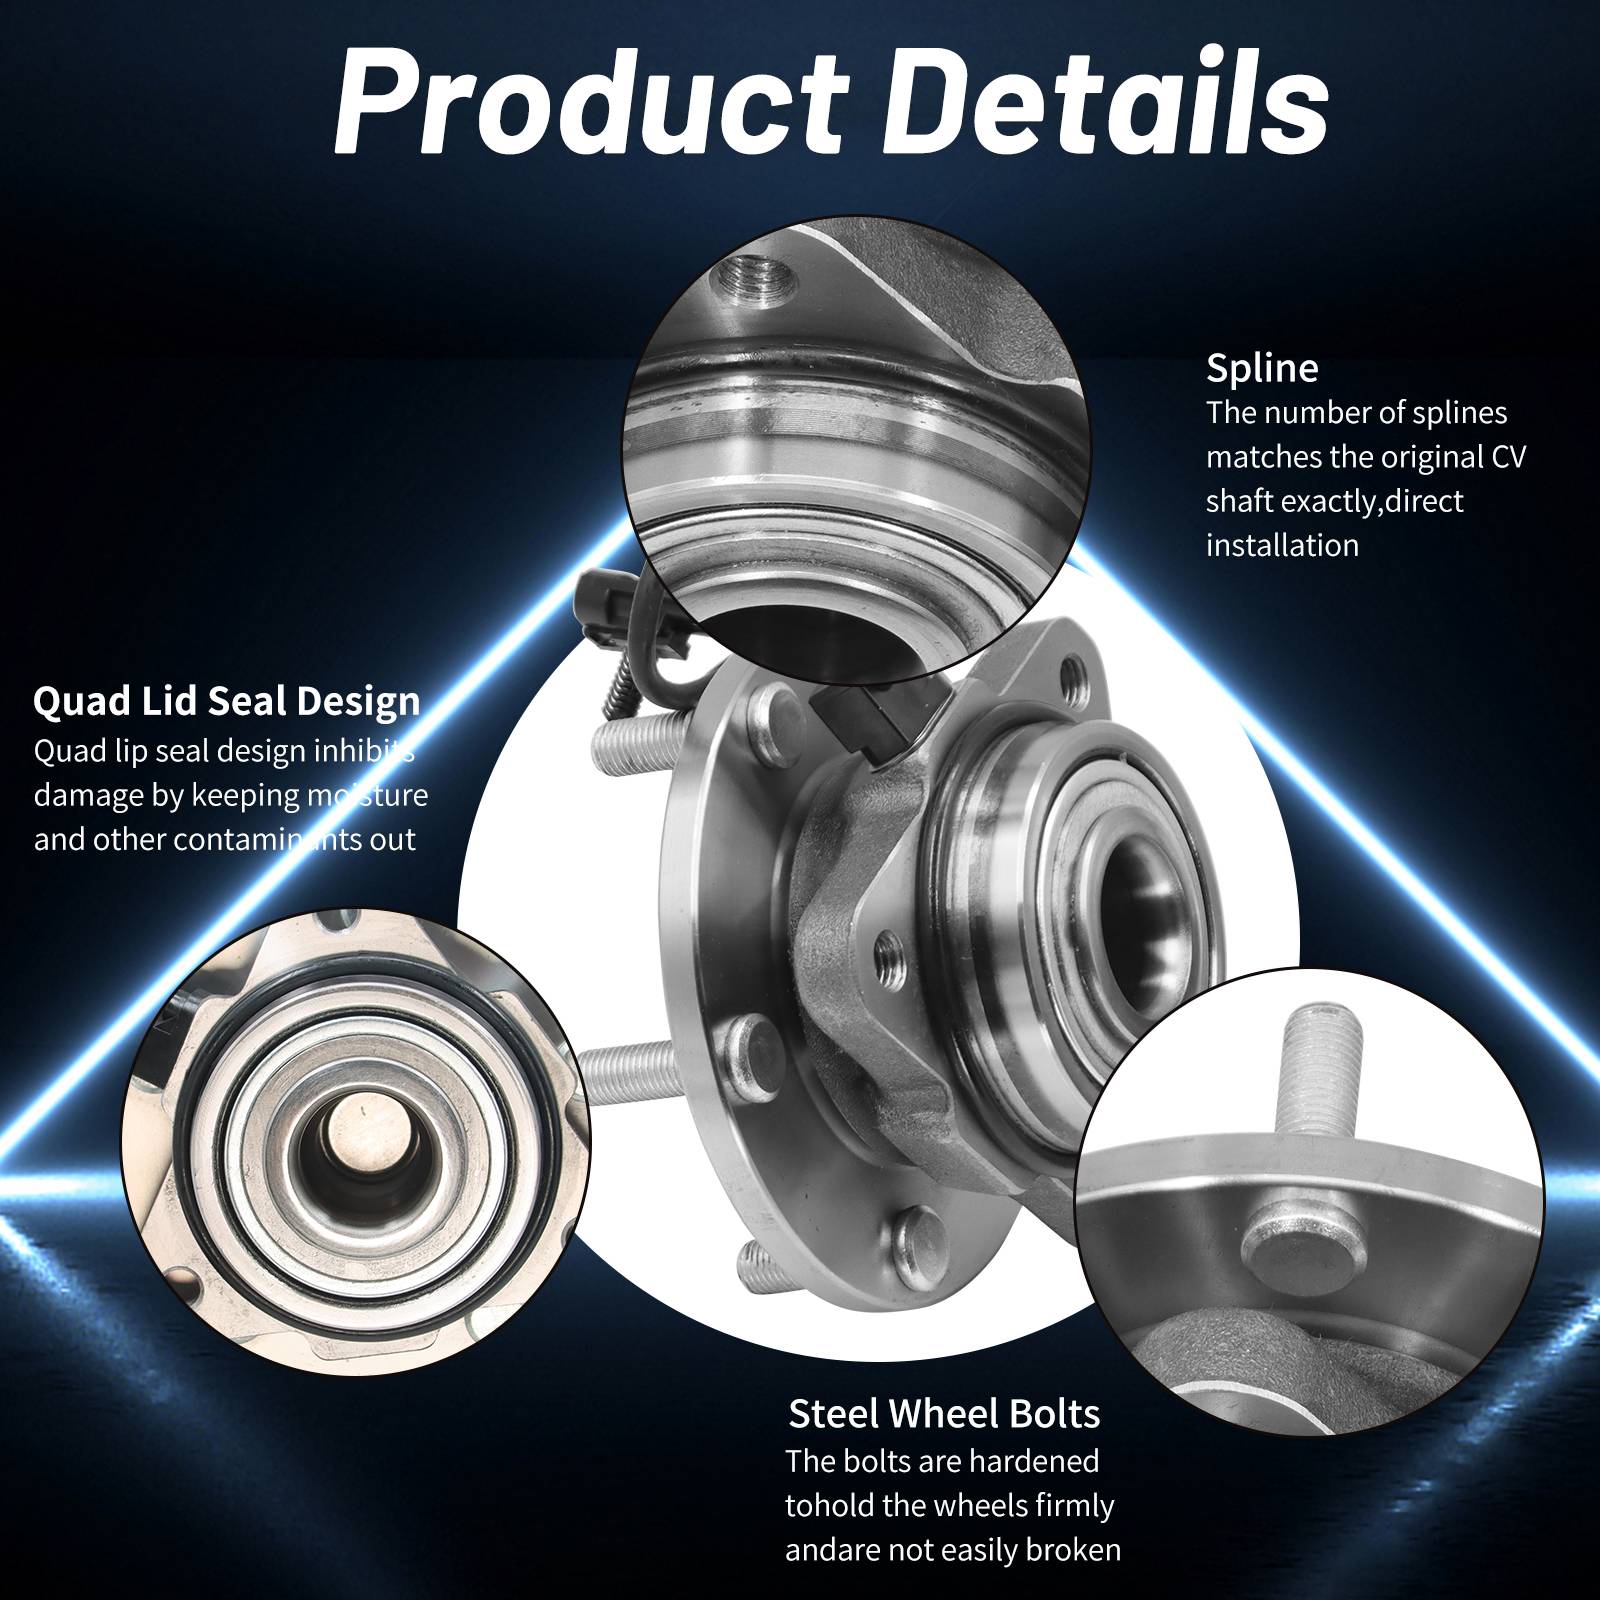 Product Details
Spline
The number of splines
matches the original CV
shaft exactly,direct
installation
Quad Lid Seal Design
Quad lip seal design inhibits
damage by keeping moisture
and other contaminants out
Steel Wheel Bolts
The bolts are hardened
tohold the wheels firmly
andare not easily broken